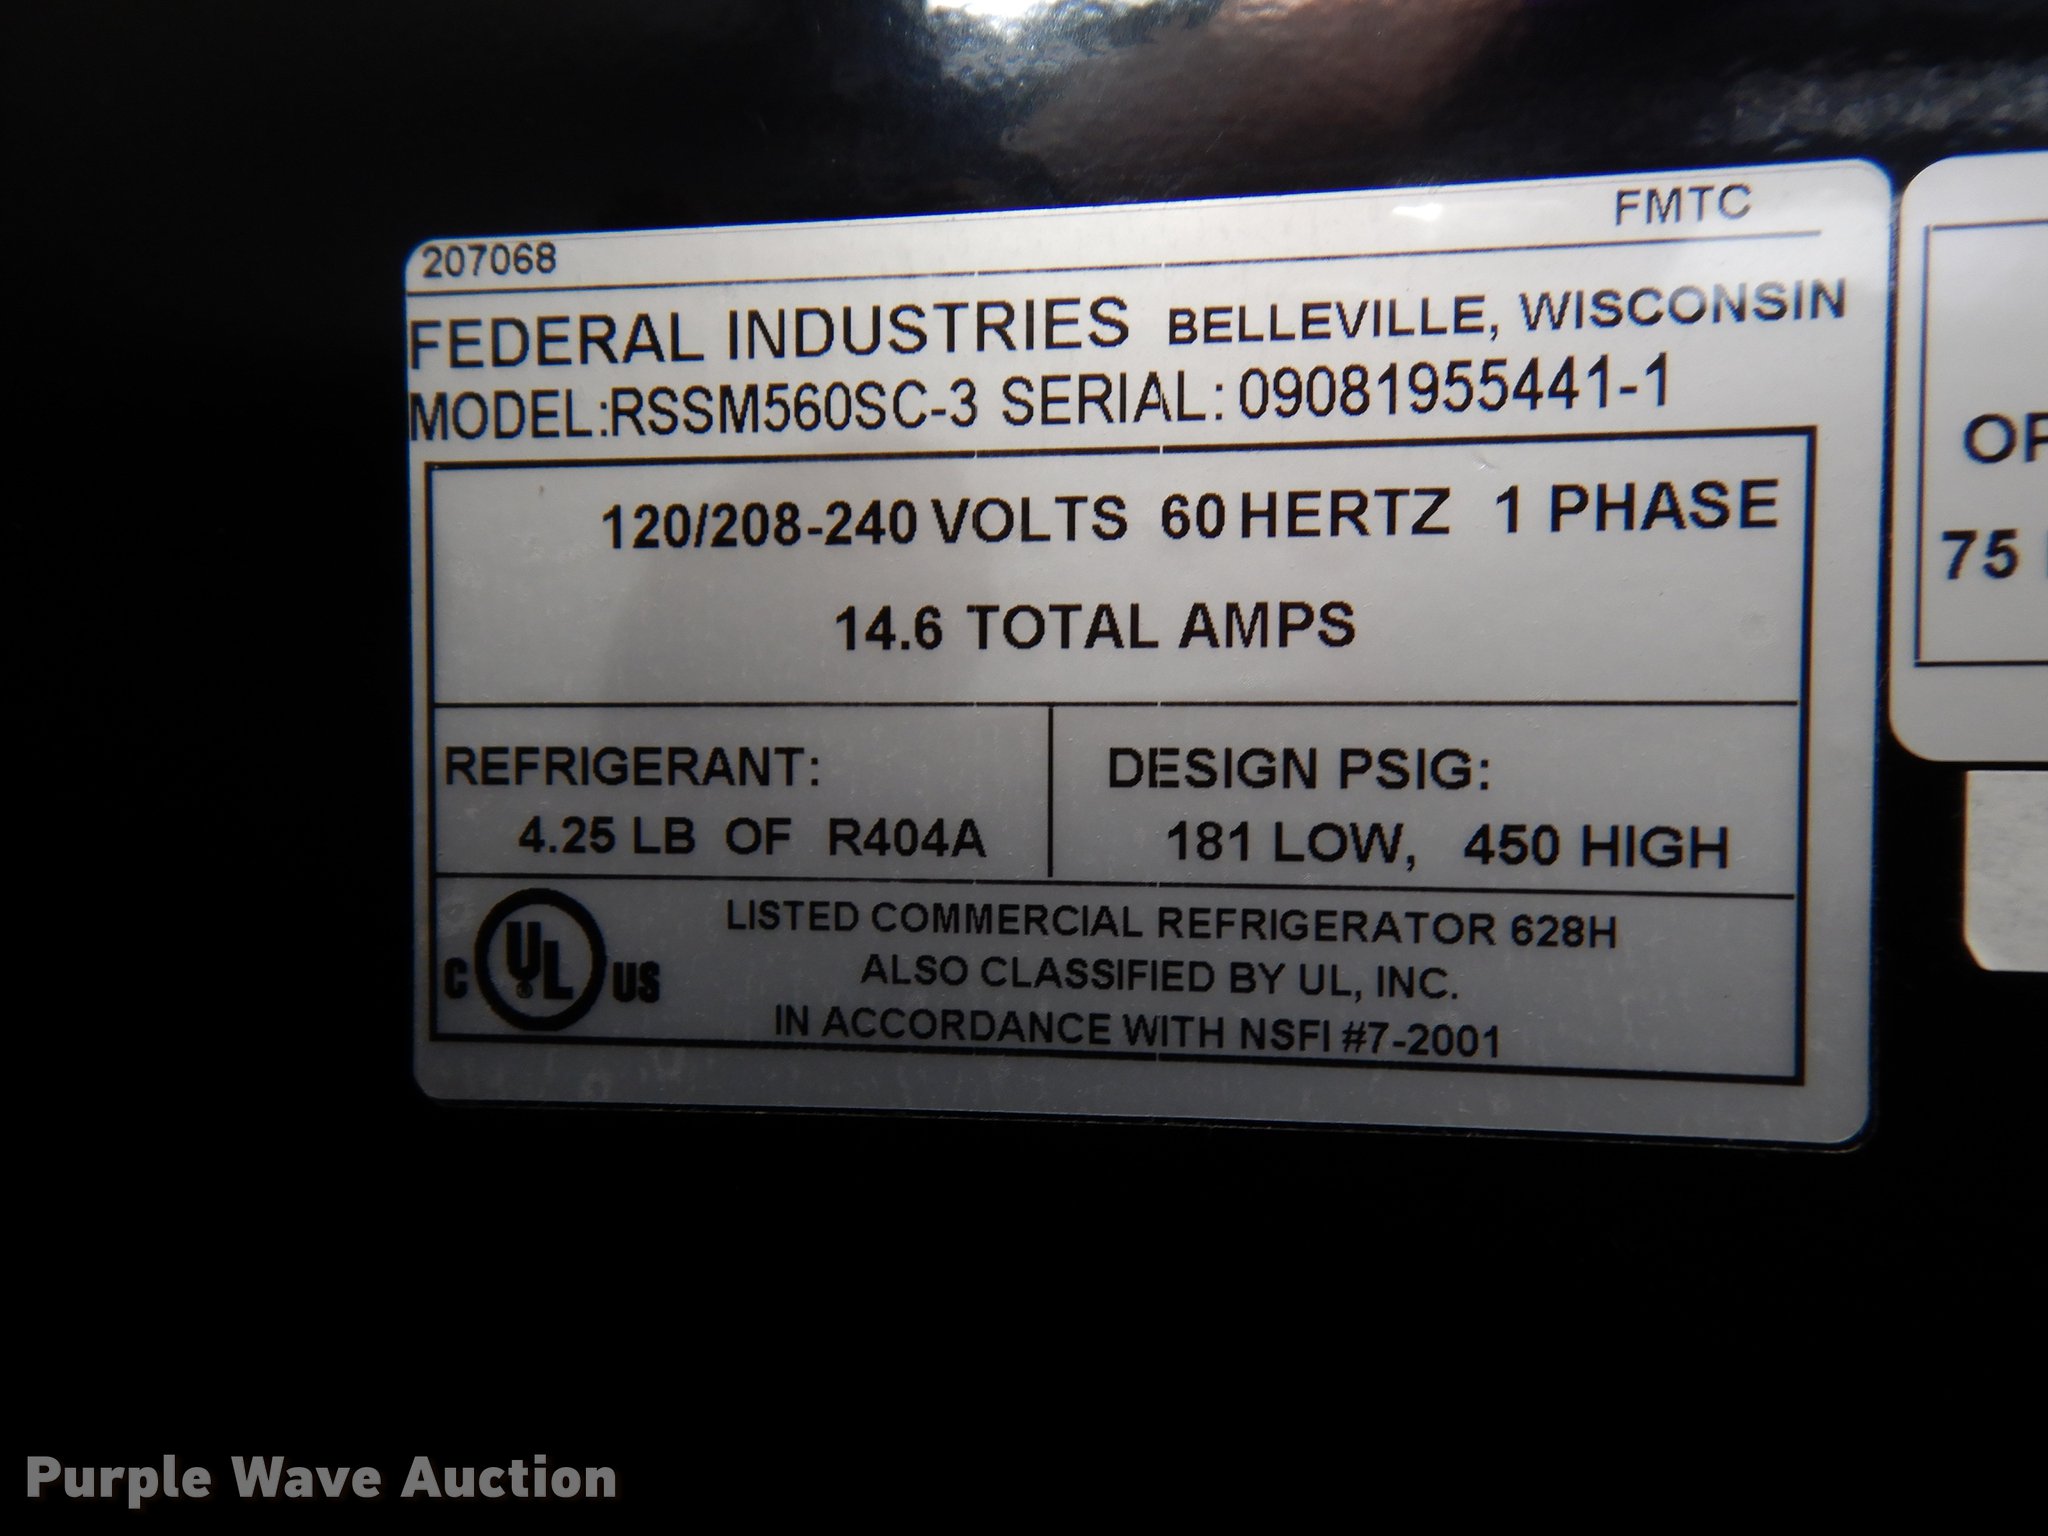 FMTC
207068
FEDERAL INDUSTRIES BELLEVILLE, WISCONSIN
MODEL:RSSM560SC-3 SERIAL: 09081955441-1
120/208-240 VOLTS 60 HERTZ 1 PHASE
14.6 TOTAL AMPS
REFRIGERANT:
4.25 LB OF R404A
DESIGN PSIG:
181 LOW, 450 HIGH
C UL ® US
LISTED COMMERCIAL REFRIGERATOR 628H
ALSO CLASSIFIED BY UL, INC.
IN ACCORDANCE WITH NSFI #7-2001
75
Purple Wave Auction